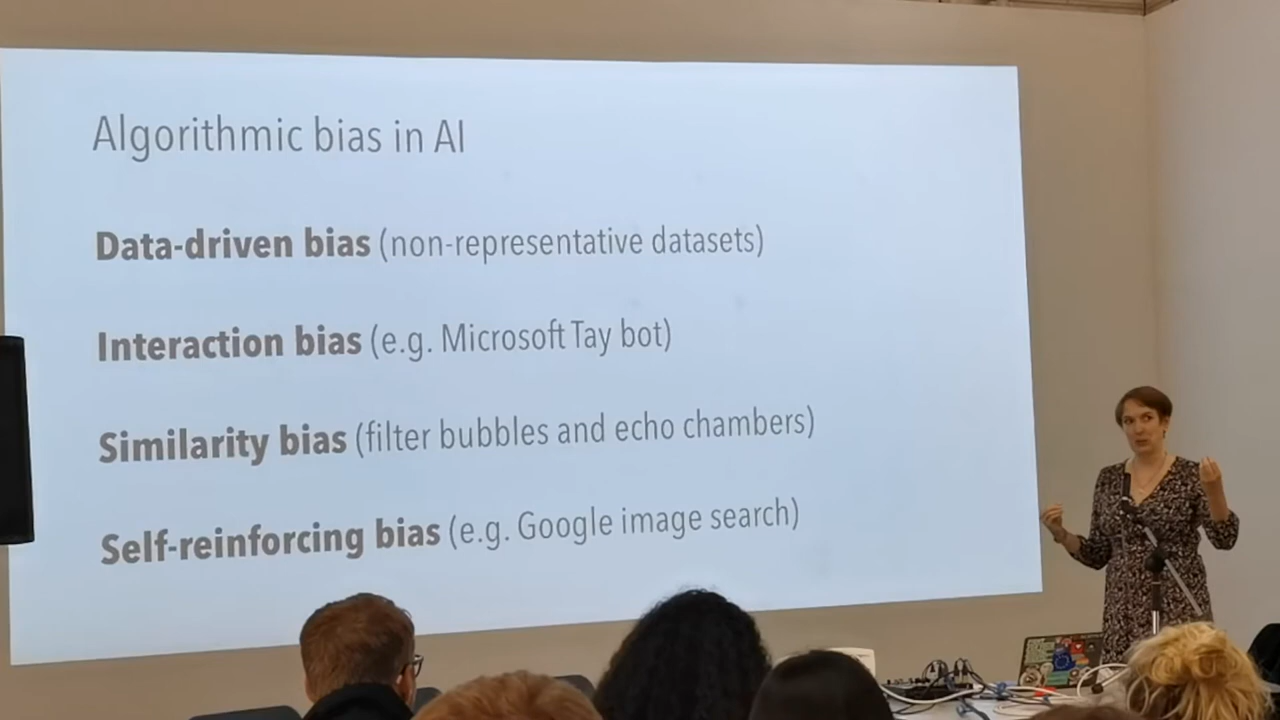 Algorithmic bias in AI
Data-driven bias (non-representative datasets)
Interaction bias (e.g. Microsoft Tay bot)
Similarity bias (filter bubbles and echo chambers)
Self-reinforcing bias (e.g. Google image search)